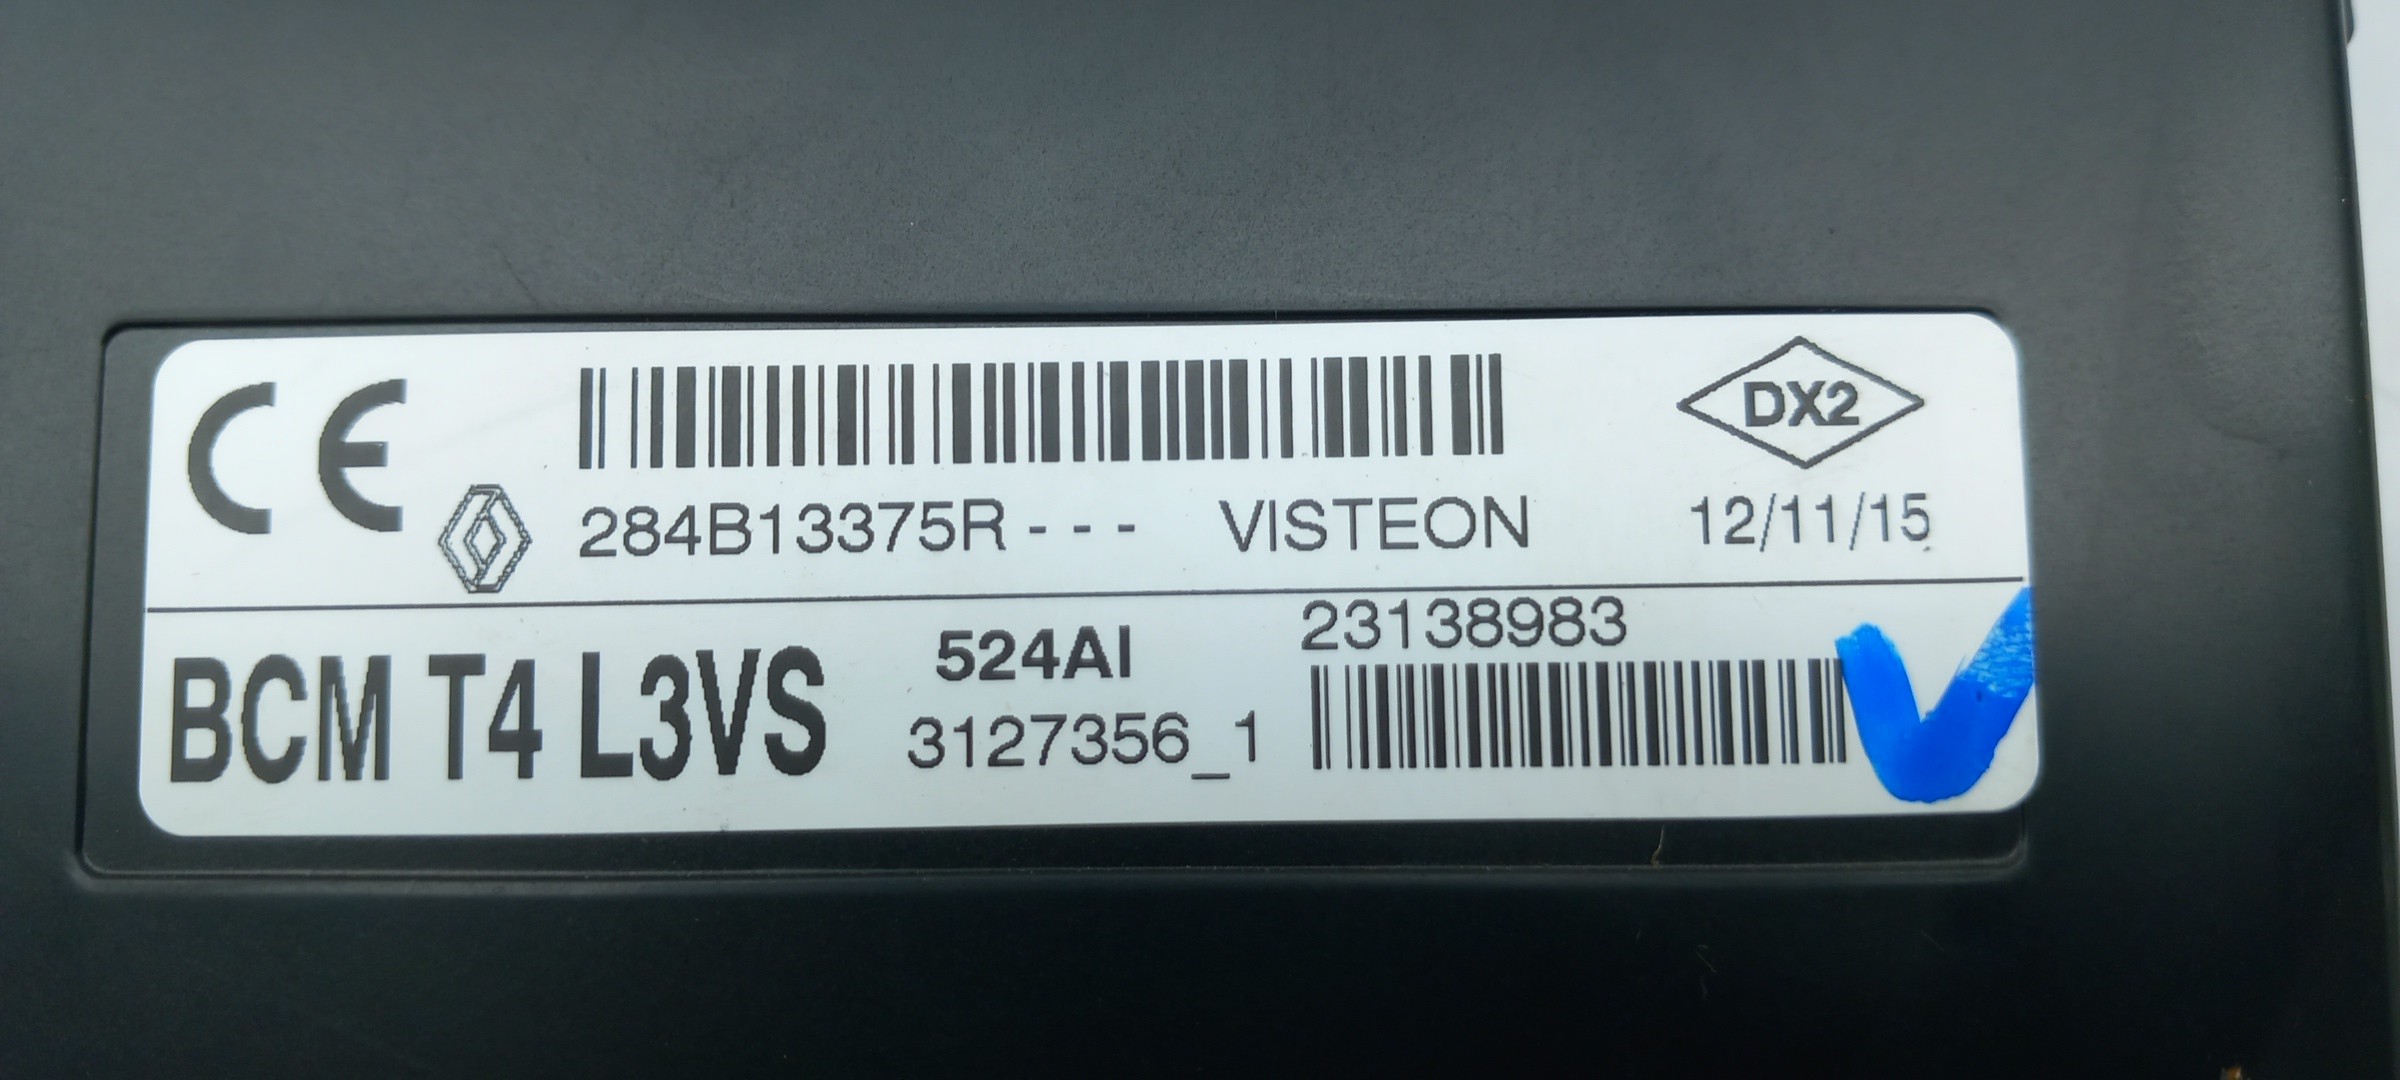 CE
DX2
284B13375R - - - VISTEON 12/11/15
BCM T4 L3VS
524AI
3127356_1
23138983